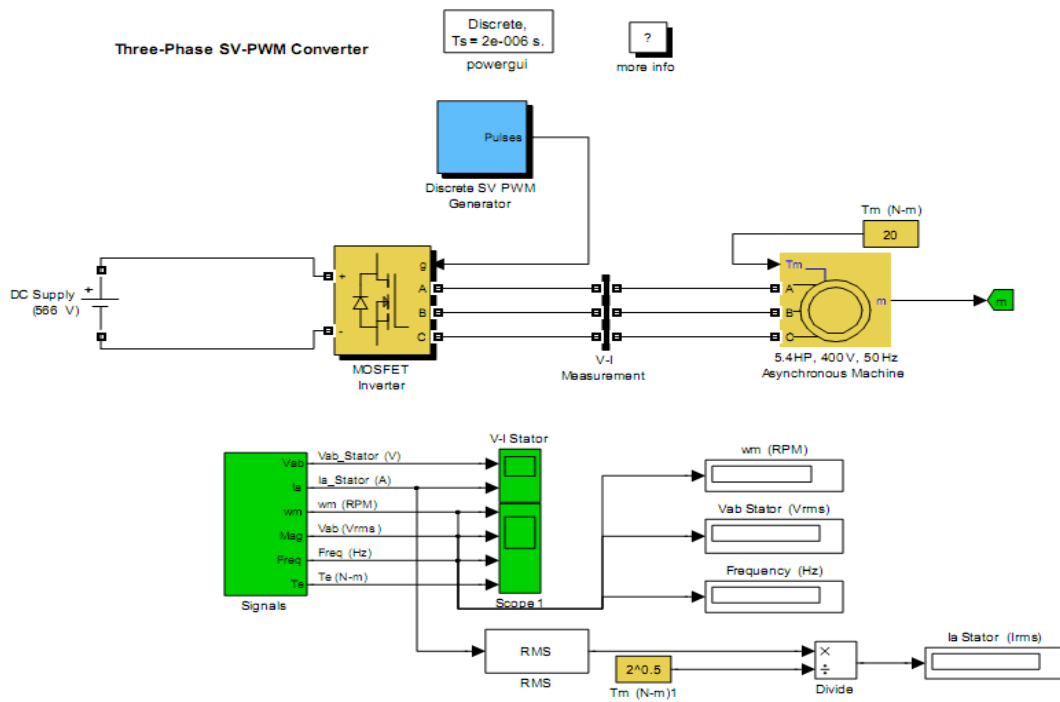 Discrete,
Ts = 2e-006 s.
powergui
?
more info
Three-Phase SV-PWM Converter
Pulses
Discrete SV PWM
Generator
Tm (N-m)
20
DC Supply
(566 V)
+
+
-
g
A
B
C
MOSFET
Inverter
V-I
Measurement
Tm
A
B
C
m
m
5.4HP, 400 V, 50 Hz
Asynchronous Machine
V-I Stator
Vab
Ia
wm
Mag
Freq
Te
Signals
Vab_Stator (V)
Ia_Stator (A)
wm (RPM)
Vab (Vrms)
Freq (Hz)
Te (N-m)
Scope 1
wm (RPM)
Vab Stator (Vrms)
Frequency (Hz)
RMS
RMS
2^0.5
Tm (N-m)1
×
÷
Divide
Ia Stator (Irms)